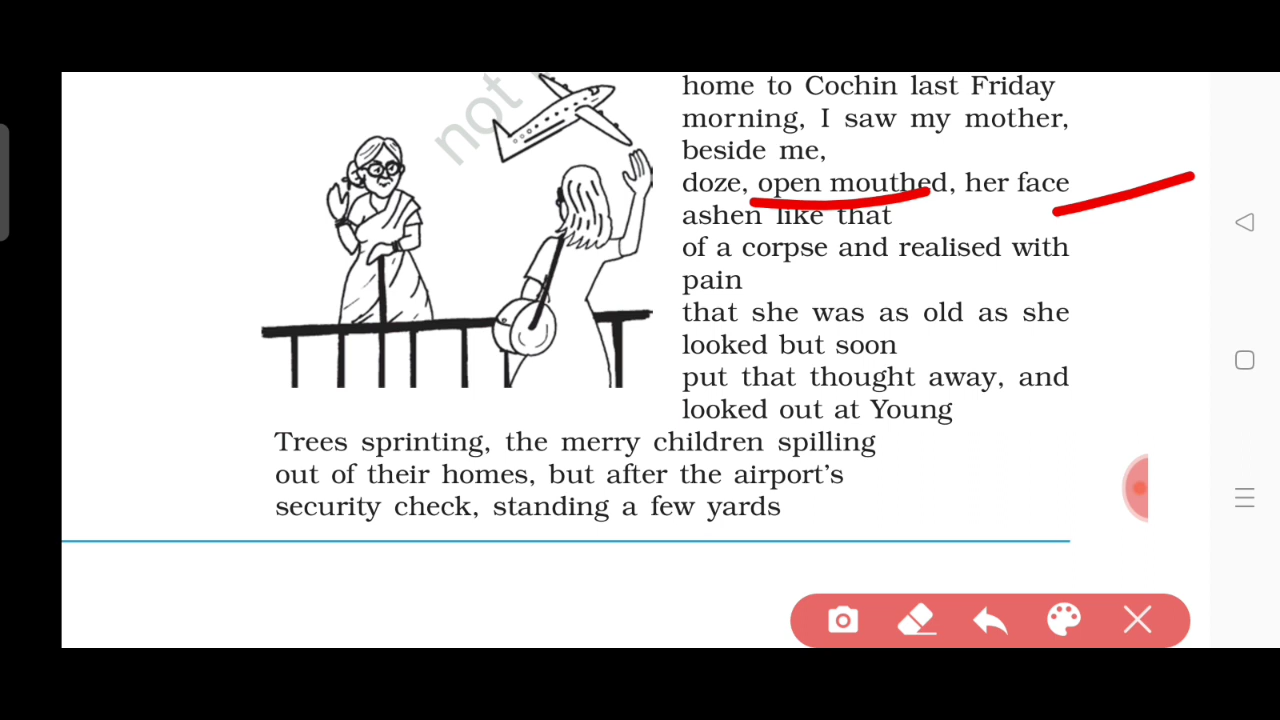 not
home to Cochin last Friday
morning, I saw my mother,
beside me,
doze, open mouthed, her face
ashen like that
of a corpse and realised with
pain
that she was as old as she
looked but soon
put that thought away, and
looked out at Young
Trees sprinting, the merry children spilling
out of their homes, but after the airport's
security check, standing a few yards